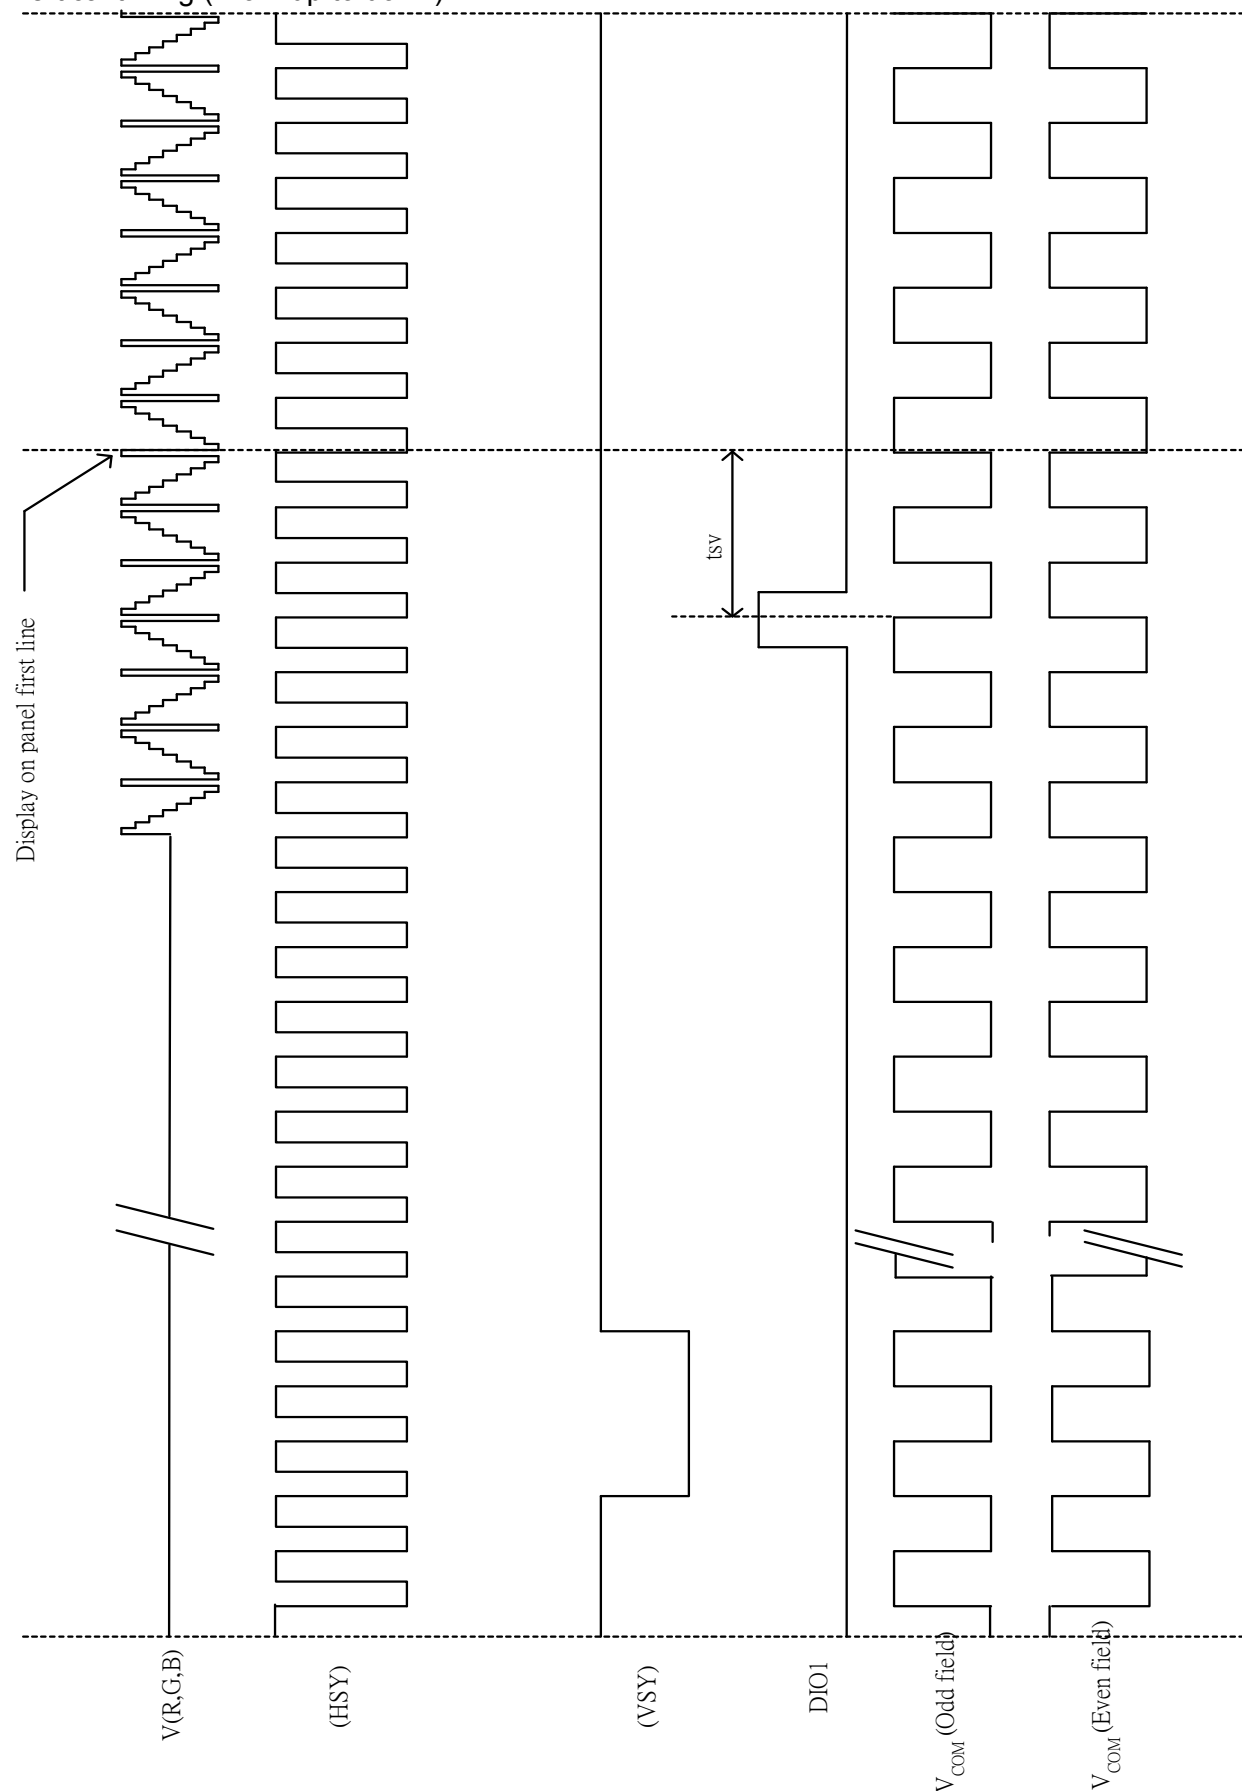 Display on panel first line
tsv
V(R,G,B)
(HSY)
(VSY)
DIO1
VCOM (Odd field)
VCOM (Even field)